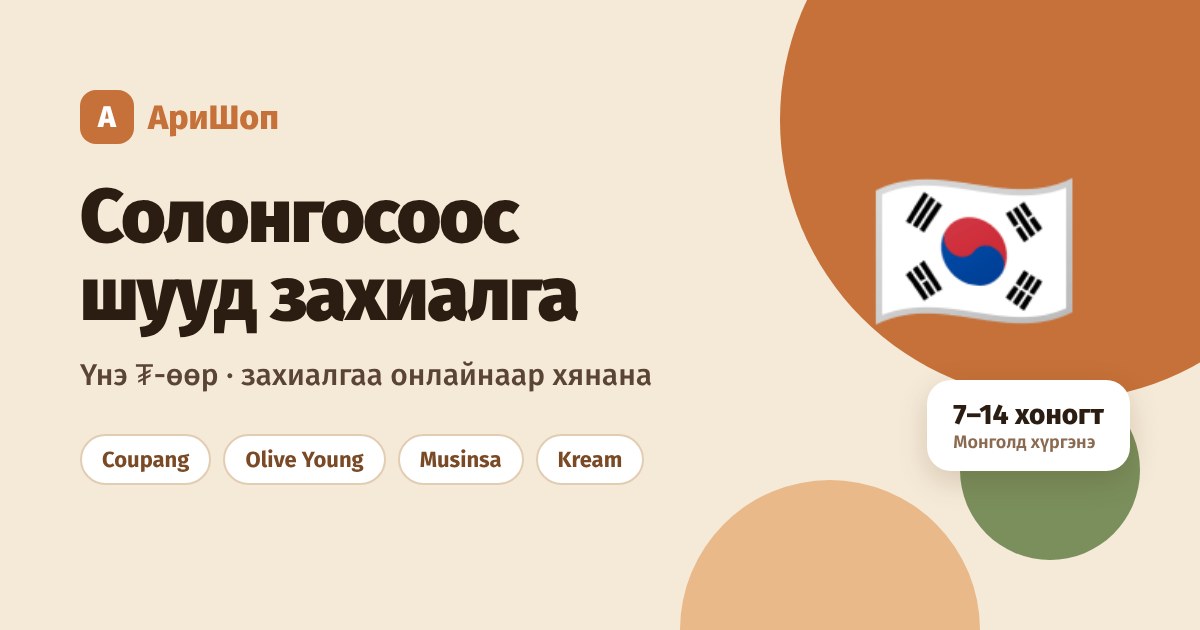 А
АриШоп
Солонгосоос
шууд захиалга
Үнэ ₮-өөр · захиалгаа онлайнаар хянана
Coupang
Olive Young
Musinsa
Kream
7–14 хоногт
Монголд хүргэнэ